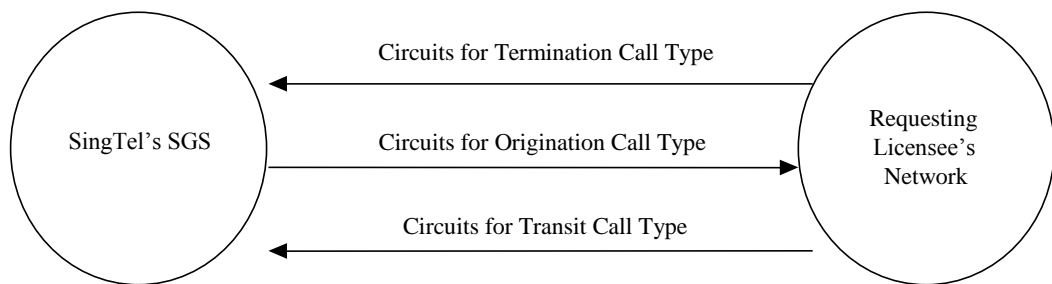 Circuits for Termination Call Type
SingTel’s SGS
Circuits for Origination Call Type
Requesting
Licensee’s
Network
Circuits for Transit Call Type